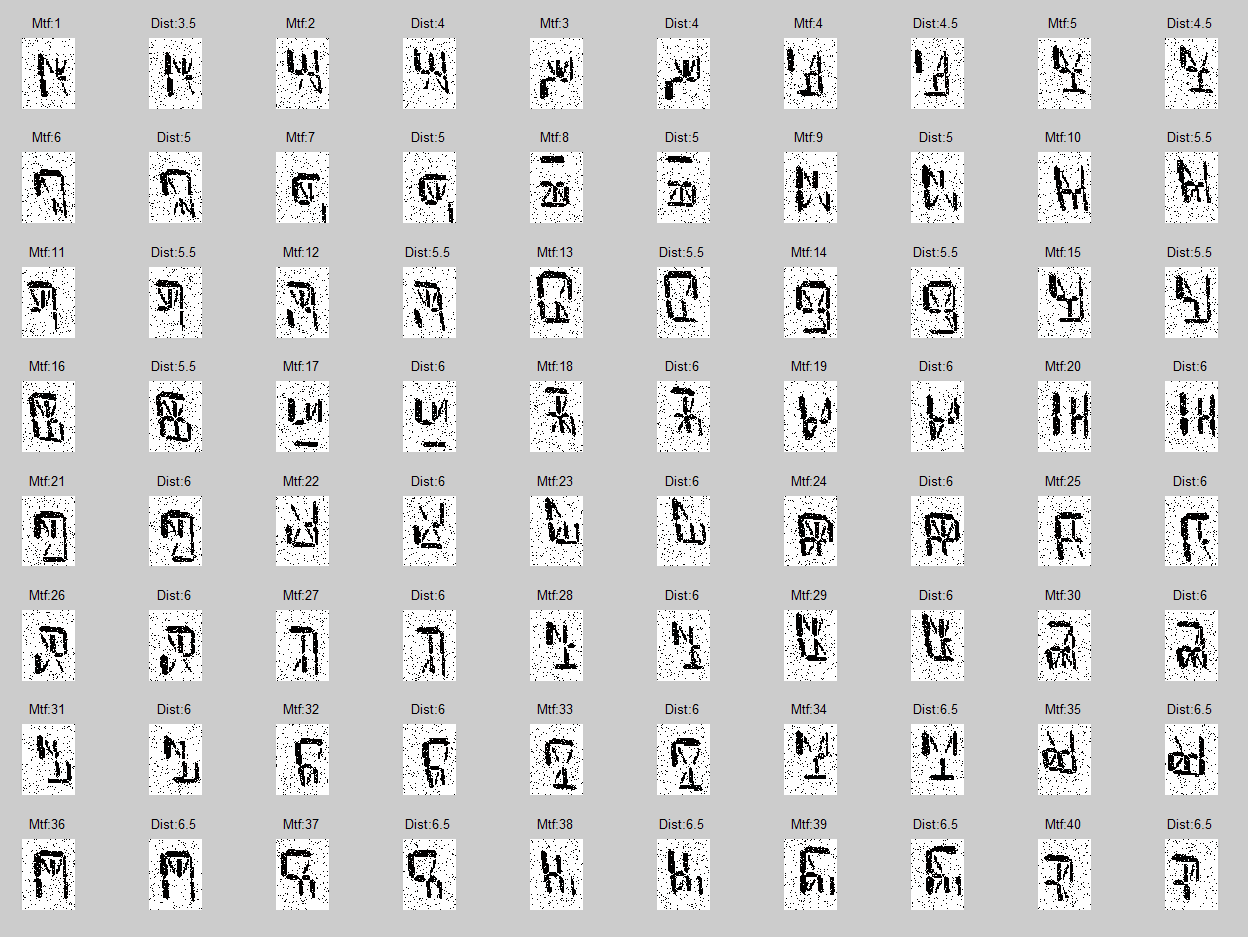 Mtf:1 Dist:3.5 Mtf:2 Dist:4 Mtf:3 Dist:4 Mtf:4 Dist:4.5 Mtf:5 Dist:4.5
Mtf:6 Dist:5 Mtf:7 Dist:5 Mtf:8 Dist:5 Mtf:9 Dist:5 Mtf:10 Dist:5.5
Mtf:11 Dist:5.5 Mtf:12 Dist:5.5 Mtf:13 Dist:5.5 Mtf:14 Dist:5.5 Mtf:15 Dist:5.5
Mtf:16 Dist:5.5 Mtf:17 Dist:6 Mtf:18 Dist:6 Mtf:19 Dist:6 Mtf:20 Dist:6
Mtf:21 Dist:6 Mtf:22 Dist:6 Mtf:23 Dist:6 Mtf:24 Dist:6 Mtf:25 Dist:6
Mtf:26 Dist:6 Mtf:27 Dist:6 Mtf:28 Dist:6 Mtf:29 Dist:6 Mtf:30 Dist:6
Mtf:31 Dist:6 Mtf:32 Dist:6 Mtf:33 Dist:6 Mtf:34 Dist:6.5 Mtf:35 Dist:6.5
Mtf:36 Dist:6.5 Mtf:37 Dist:6.5 Mtf:38 Dist:6.5 Mtf:39 Dist:6.5 Mtf:40 Dist:6.5